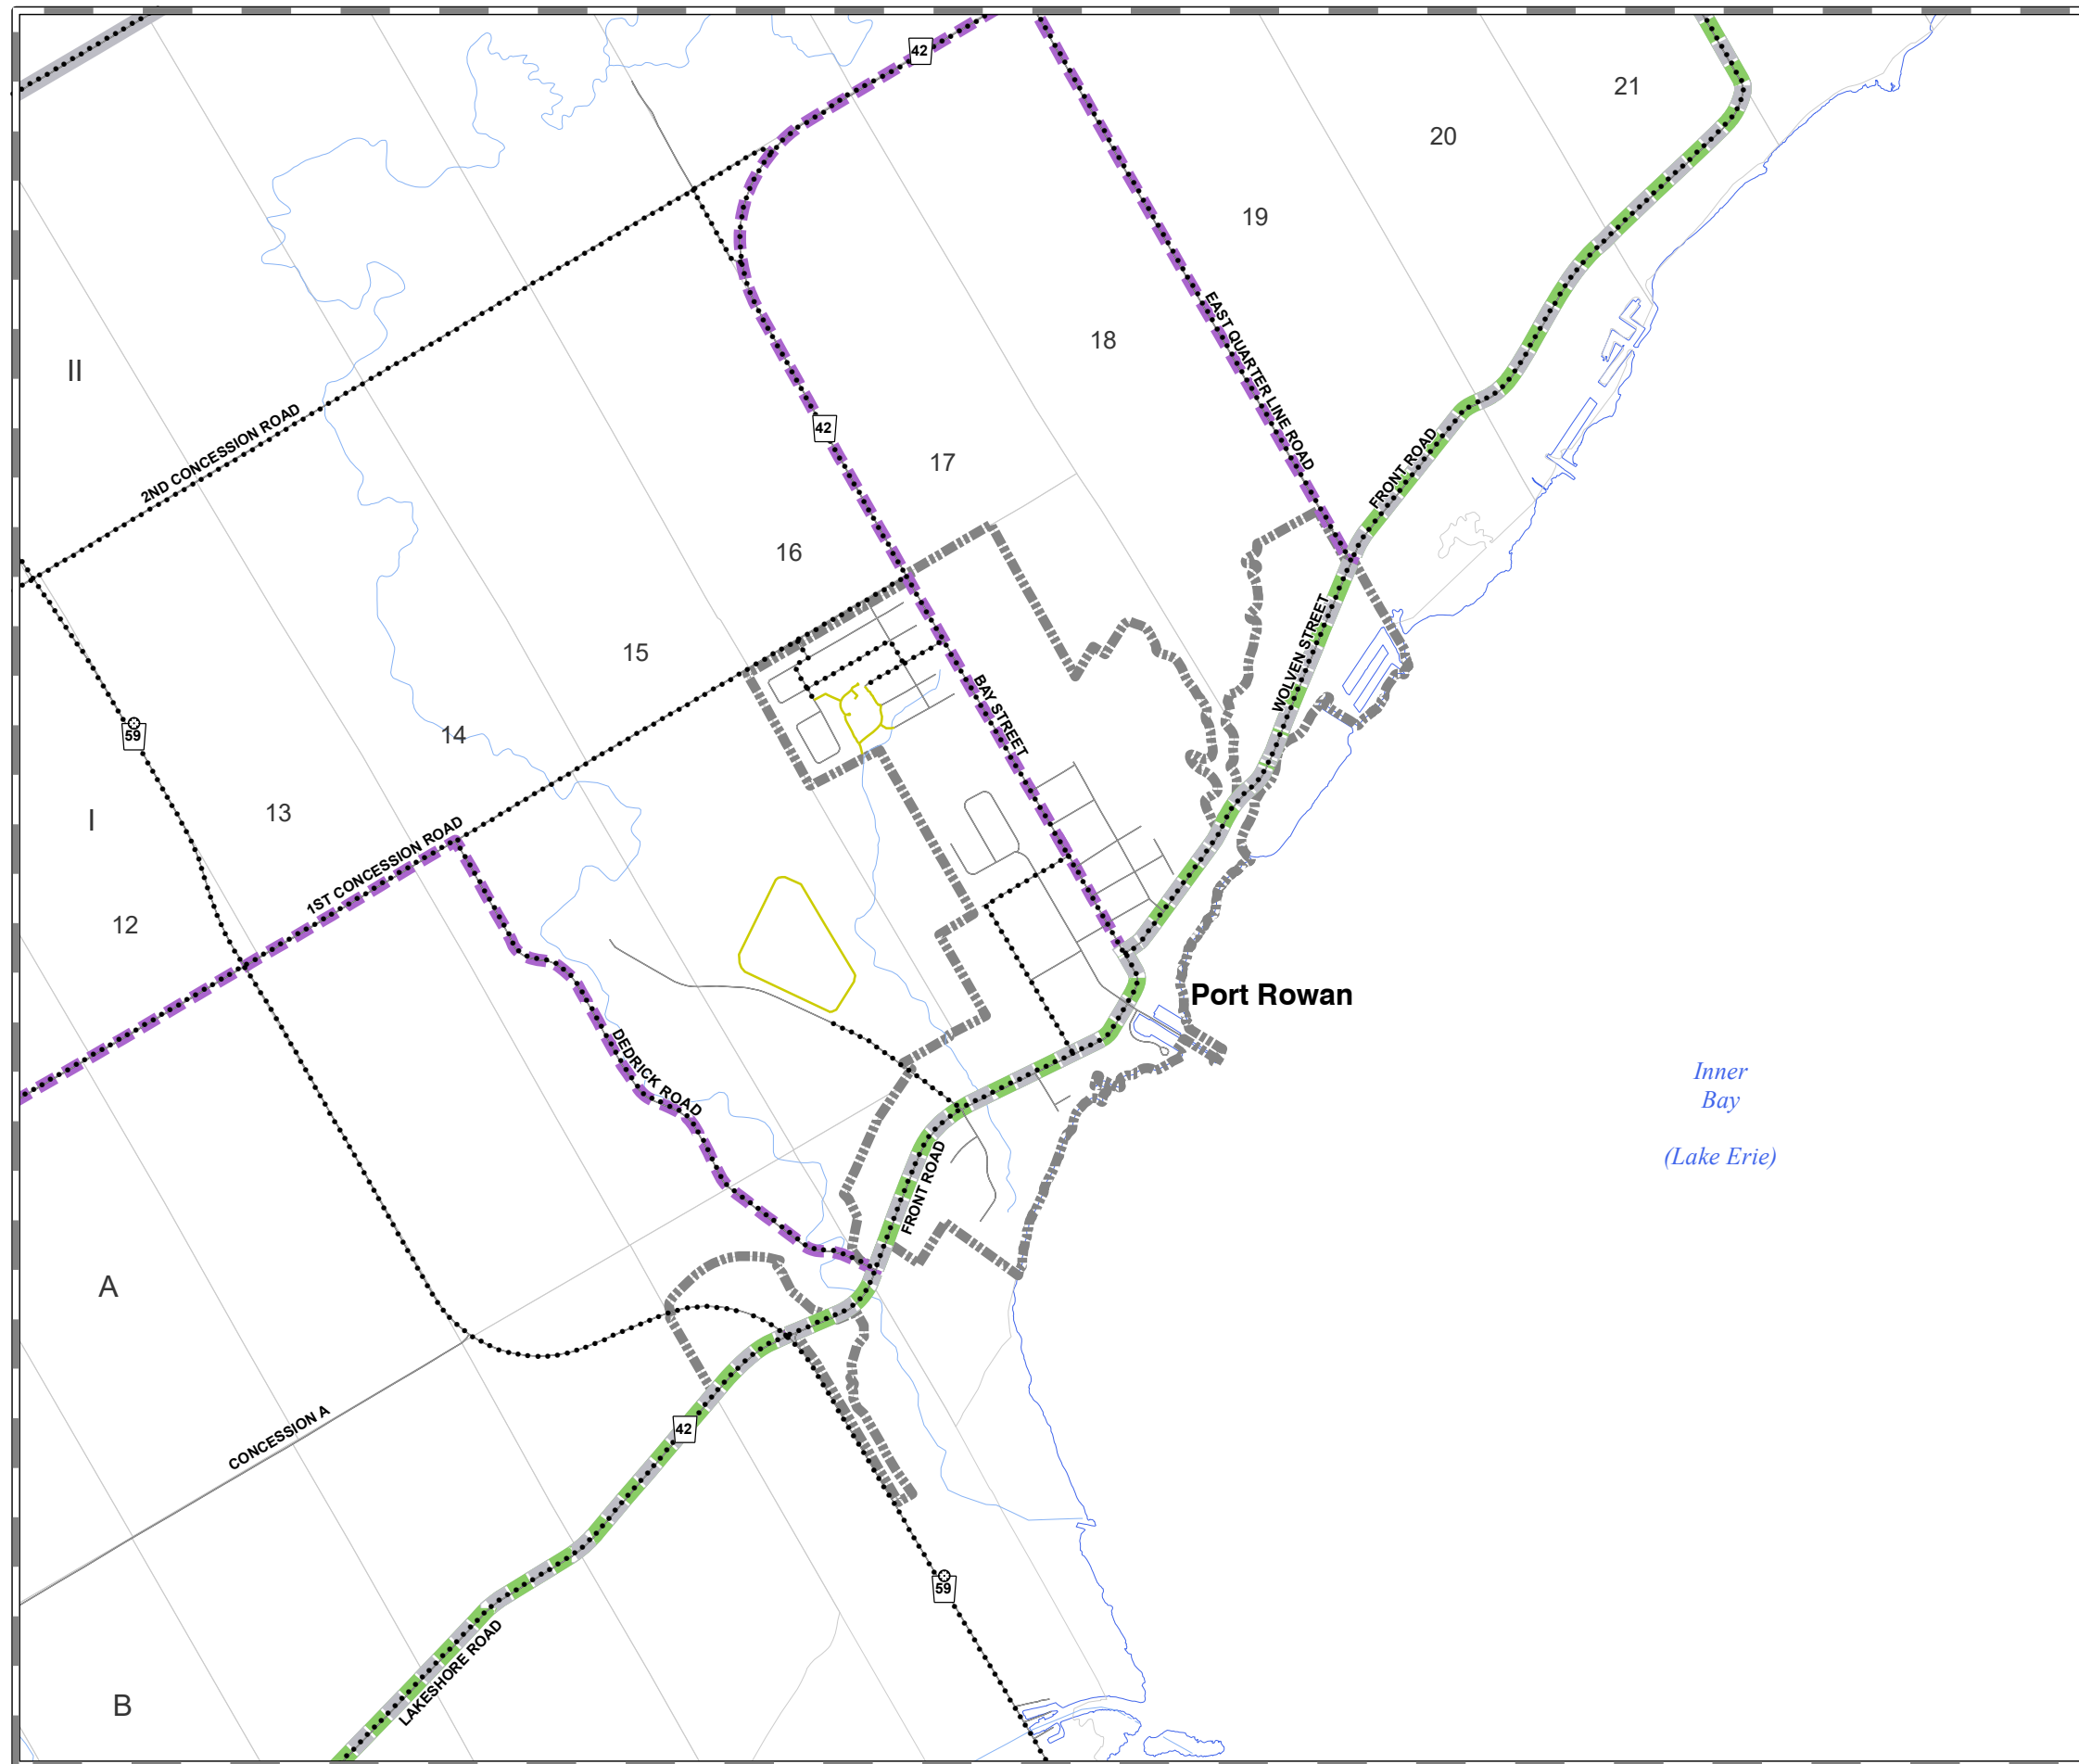 42
21
20
19
EAST QUARTER LINE ROAD
18
II
2ND CONCESSION ROAD
42
17
FRONT ROAD
16
WOLVEN STREET
15
BAY STREET
59
14
I
13
1ST CONCESSION ROAD
12
Port Rowan
DEDRICK ROAD
Inner
Bay
(Lake Erie)
FRONT ROAD
A
CONCESSION A
42
59
LAKESHORE ROAD
B